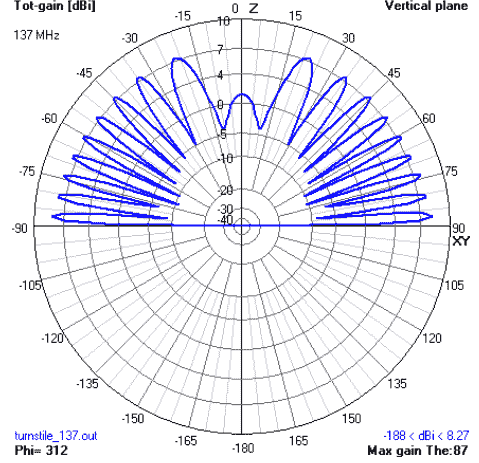 Tot-gain [dBi]
Vertical plane
137 MHz
0 Z
-15 15
-30 30
-45 45
-60 60
-75 75
-90 90
XY
-105 105
-120 120
-135 135
-150 150
-165 165
-180
10
7
4
0
-5
-10
-20
-30
-40
turnstile_137.out
-188 < dBi < 8.27
Phi= 312
Max gain The:87